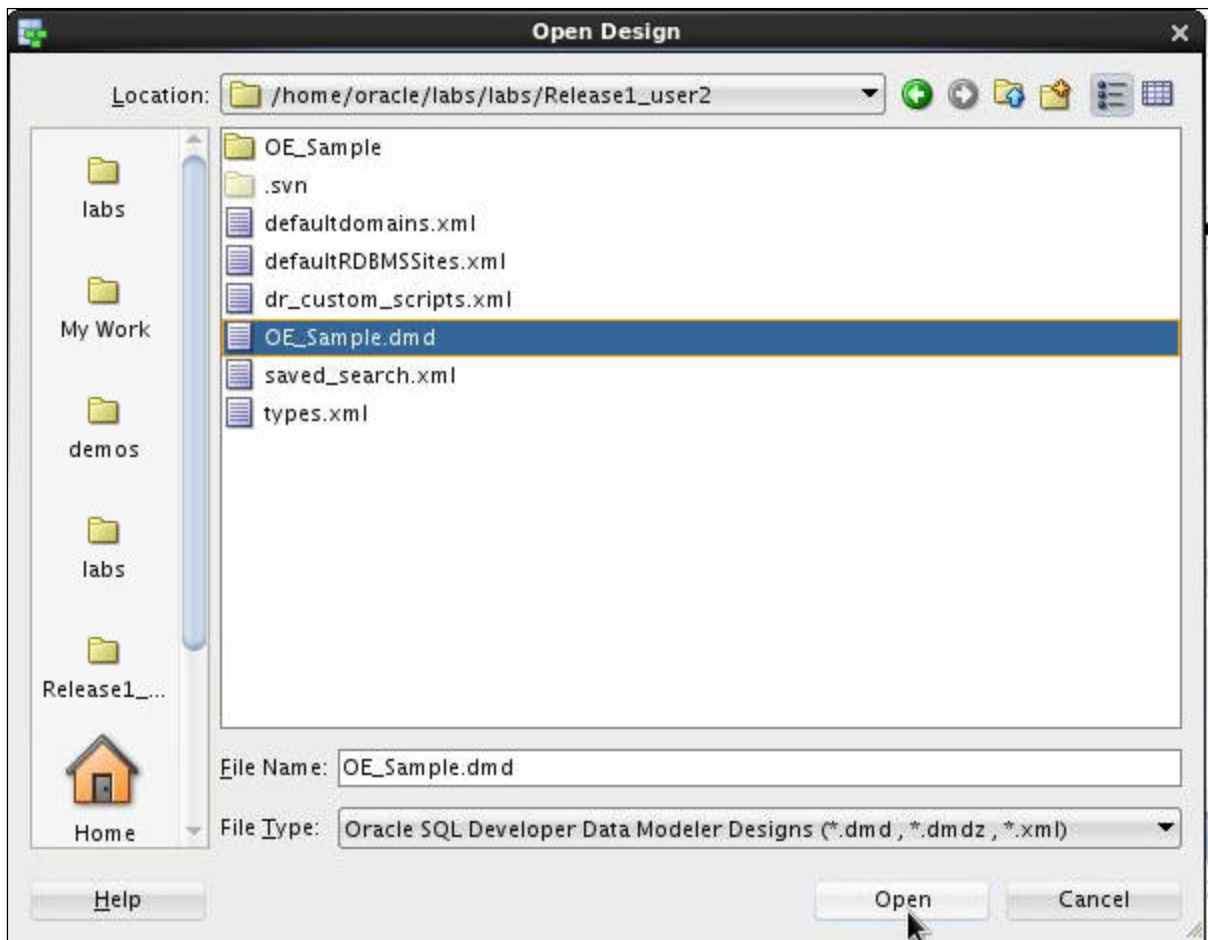 Open Design
Location: /home/oracle/labs/labs/Release1_user2
labs
My Work
demos
labs
Release1_...
Home
OE_Sample
.svn
defaultdomains.xml
defaultRDBMSSites.xml
dr_custom_scripts.xml
OE_Sample.dmd
saved_search.xml
types.xml
File Name: OE_Sample.dmd
File Type: Oracle SQL Developer Data Modeler Designs (*.dmd , *.dmdz , *.xml)
Help Open Cancel